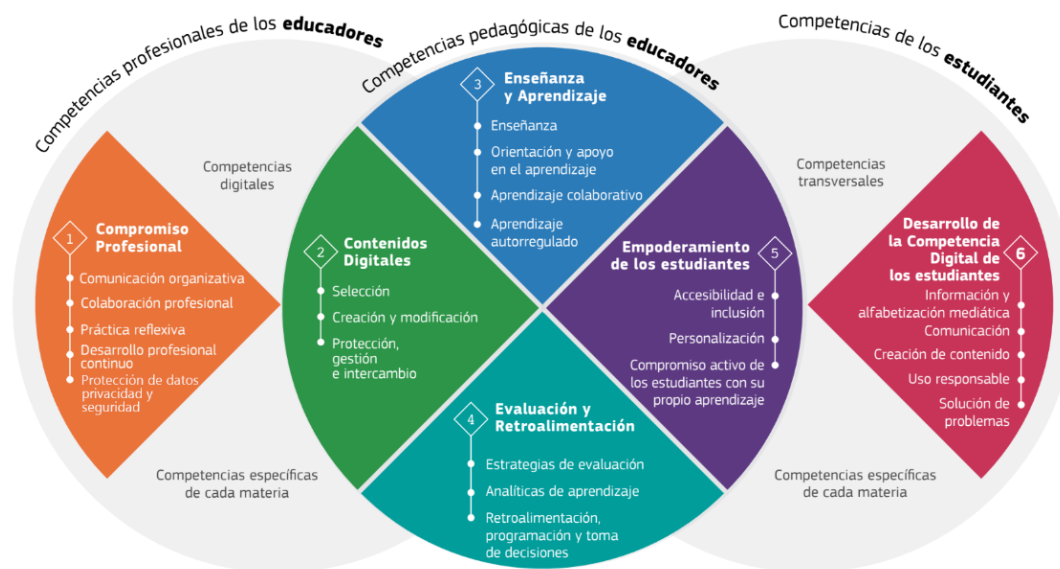 Competencias profesionales de los educadores
Competencias pedagógicas de los educadores
Competencias de los estudiantes
Competencias
digitales
Competencias
transversales
1
Compromiso
Profesional
Comunicación organizativa
Colaboración profesional
Práctica reflexiva
Desarrollo profesional
continuo
Protección de datos
privacidad y
seguridad
2
Contenidos
Digitales
Selección
Creación y modificación
Protección,
gestión
e intercambio
3
Enseñanza
y Aprendizaje
Enseñanza
Orientación y apoyo
en el aprendizaje
Aprendizaje colaborativo
Aprendizaje
autorregulado
4
Evaluación y
Retroalimentación
Estrategias de evaluación
Analíticas de aprendizaje
Retroalimentación,
programación y toma
de decisiones
5
Empoderamiento
de los estudiantes
Accesibilidad e
inclusión
Personalización
Compromiso activo de
los estudiantes con su
propio aprendizaje
6
Desarrollo de
la Competencia
Digital de
los estudiantes
Información y
alfabetización mediática
Comunicación
Creación de contenido
Uso responsable
Solución de
problemas
Competencias específicas
de cada materia
Competencias específicas
de cada materia